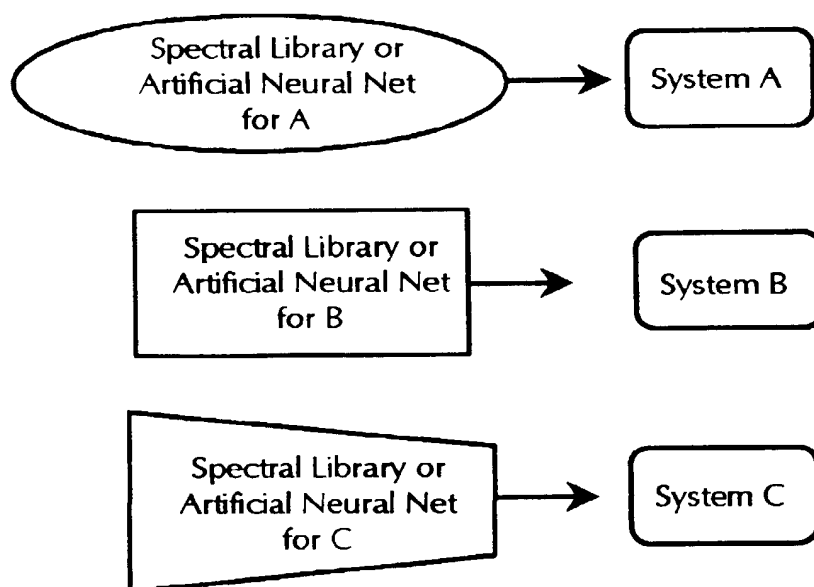 Spectral Library or
Artificial Neural Net
for A
System A
Spectral Library or
Artificial Neural Net
for B
System B
Spectral Library or
Artificial Neural Net
for C
System C